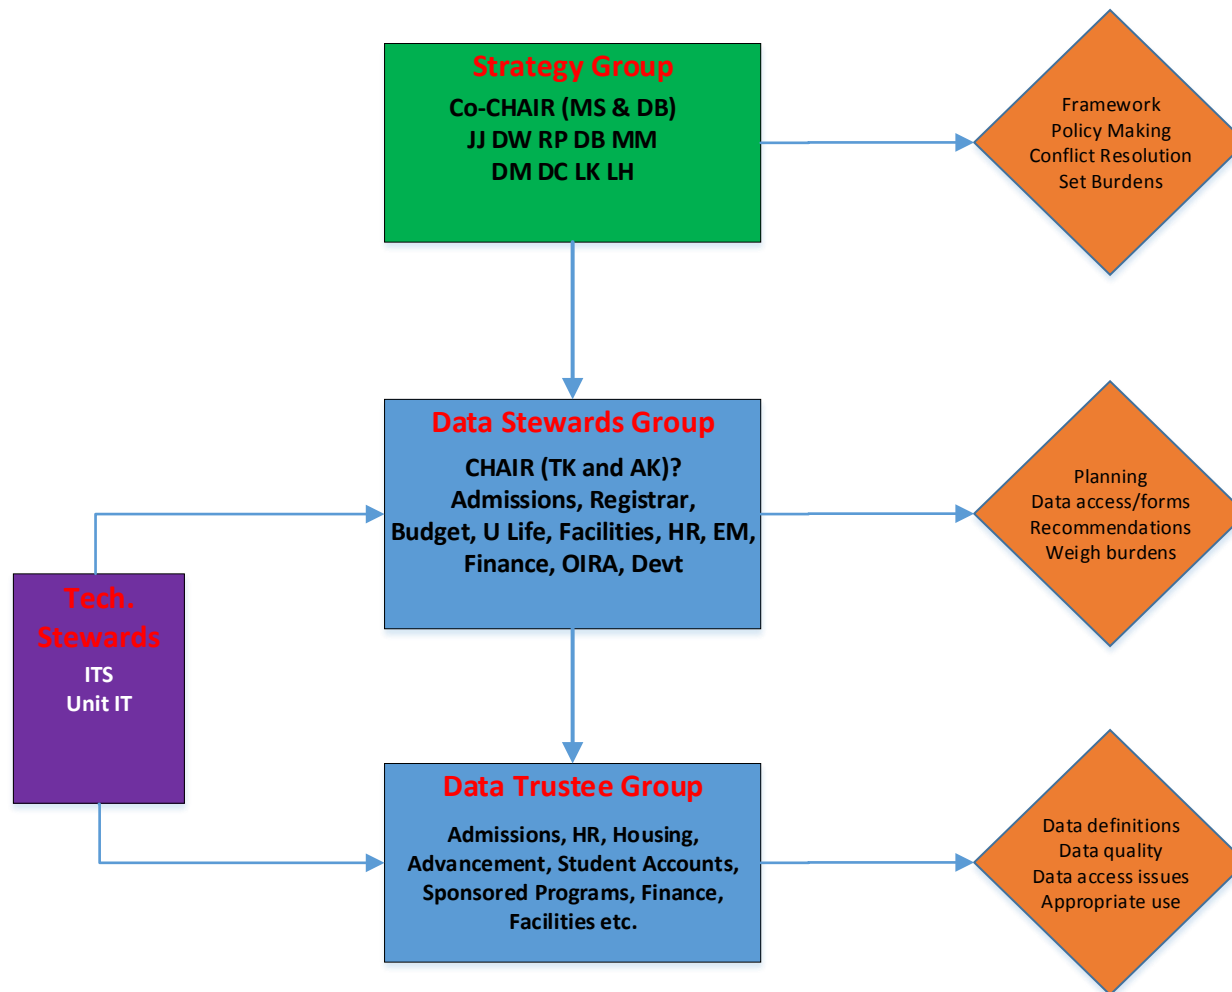 Strategy Group
Co-CHAIR (MS & DB)
JJ DW RP DB MM
DM DC LK LH
Framework
Policy Making
Conflict Resolution
Set Burdens
Data Stewards Group
CHAIR (TK and AK)?
Admissions, Registrar,
Budget, U Life, Facilities, HR, EM,
Finance, OIRA, Devt
Planning
Data access/forms
Recommendations
Weigh burdens
Tech.
Stewards
ITS
Unit IT
Data Trustee Group
Admissions, HR, Housing,
Advancement, Student Accounts,
Sponsored Programs, Finance,
Facilities etc.
Data definitions
Data quality
Data access issues
Appropriate use